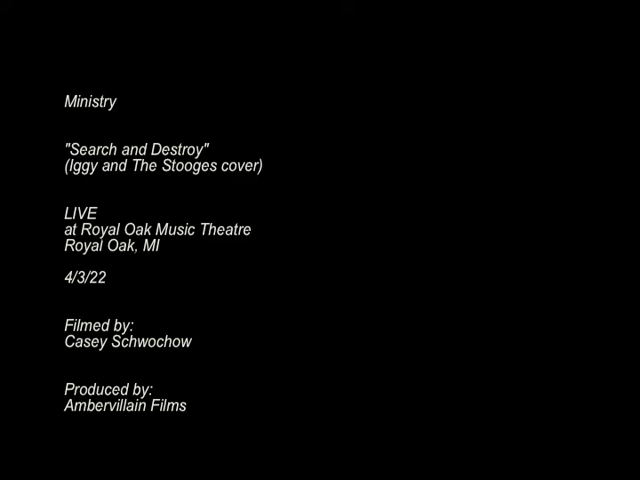 Ministry
"Search and Destroy"
(Iggy and The Stooges cover)
LIVE
at Royal Oak Music Theatre
Royal Oak, MI
4/3/22
Filmed by:
Casey Schwochow
Produced by:
Ambervillain Films